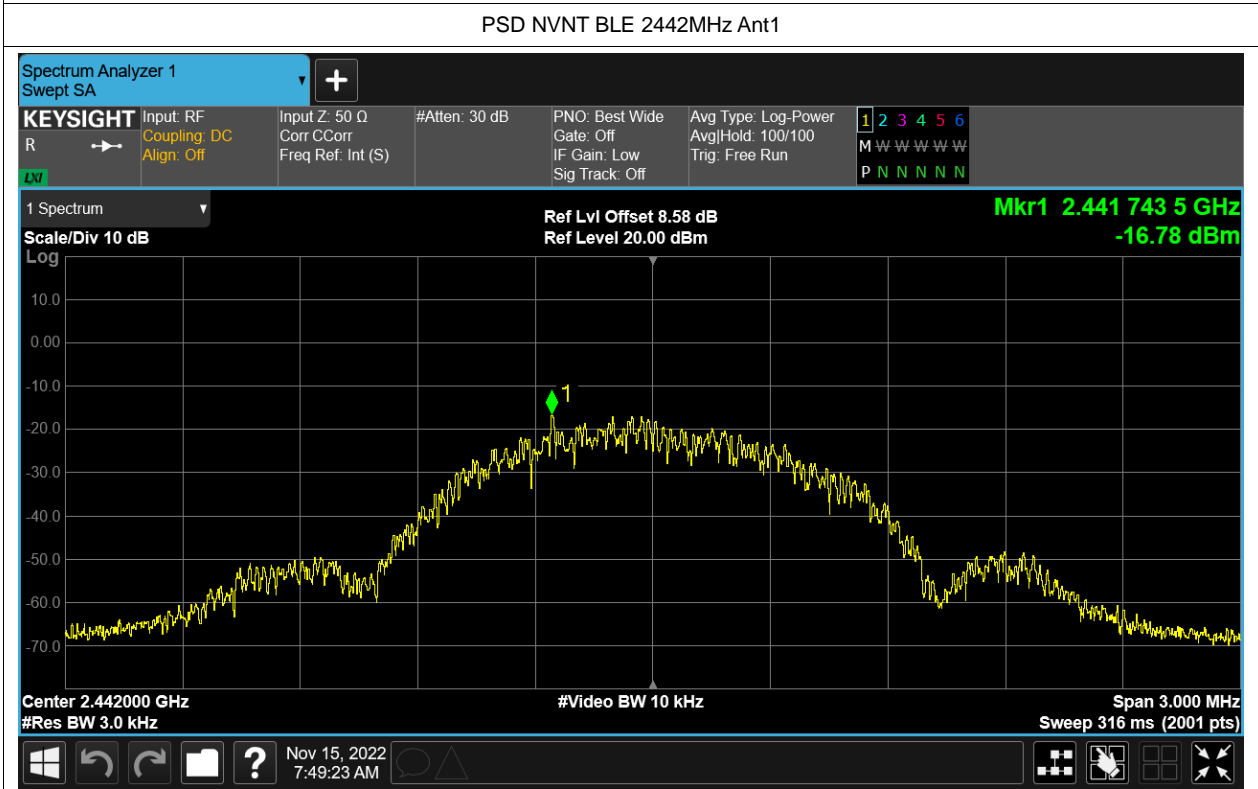 PSD NVNT BLE 2442MHz Ant1
Spectrum Analyzer 1
Swept SA
KEYSIGHT
R
LXI
Input: RF
Coupling: DC
Align: Off
Input Z: 50 Ω
Corr CCorr
Freq Ref: Int (S)
#Atten: 30 dB
PNO: Best Wide
Gate: Off
IF Gain: Low
Sig Track: Off
Avg Type: Log-Power
Avg|Hold: 100/100
Trig: Free Run
1 2 3 4 5 6
M W W W W W
P N N N N N
1 Spectrum
Scale/Div 10 dB
Ref Lvl Offset 8.58 dB
Ref Level 20.00 dBm
Mkr1 2.441 743 5 GHz
-16.78 dBm
Log
10.0
0.00
-10.0
1
-20.0
-30.0
-40.0
-50.0
-60.0
-70.0
Center 2.442000 GHz
#Video BW 10 kHz
Span 3.000 MHz
#Res BW 3.0 kHz
Sweep 316 ms (2001 pts)
?
Nov 15, 2022
7:49:23 AM